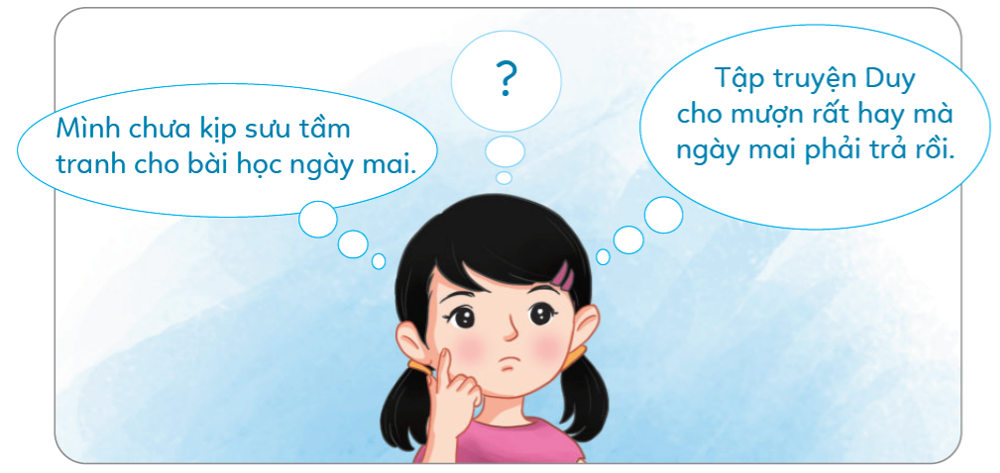 Mình chưa kịp sưu tầm
tranh cho bài học ngày mai.
?
Tập truyện Duy
cho mượn rất hay mà
ngày mai phải trả rồi.